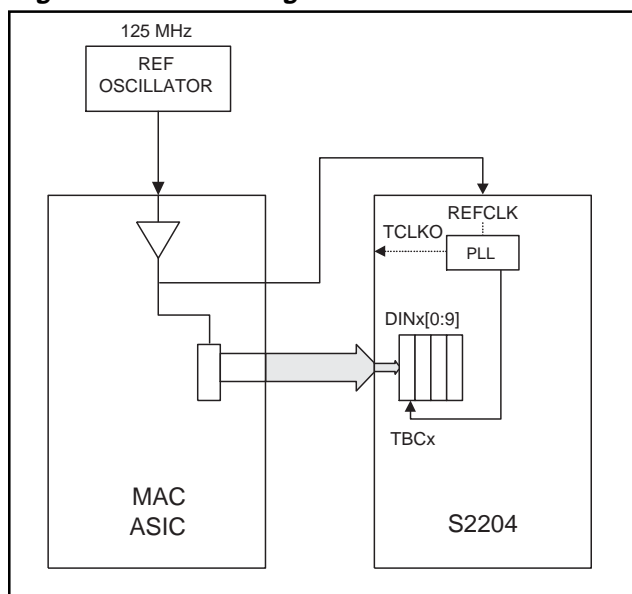 125 MHz
REF
OSCILLATOR
REFCLK
TCLKO
PLL
DINx[0:9]
TBCx
MAC
ASIC
S2204